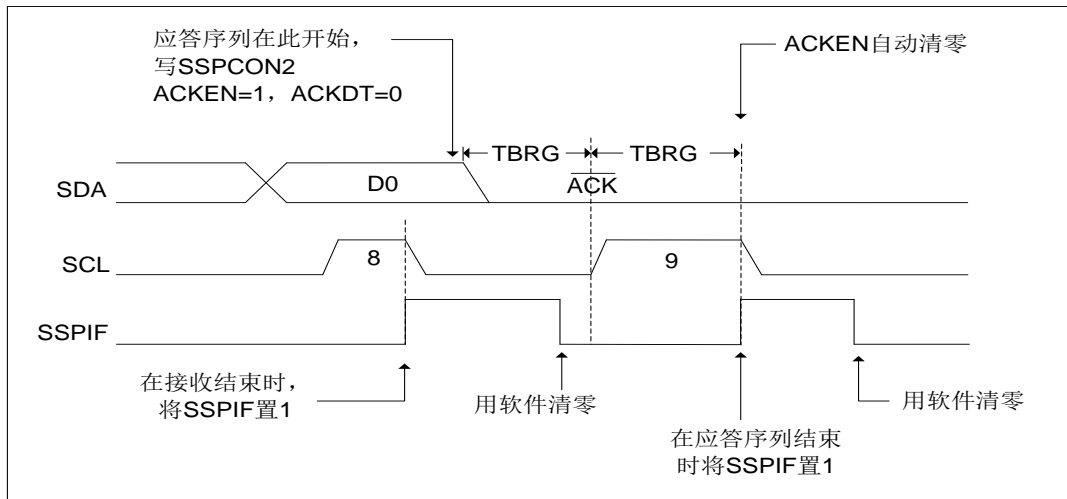 应答序列在此开始，
写SSPCON2
ACKEN=1，ACKDT=0
ACKEN自动清零
TBRG
TBRG
SDA
D0
ACK
SCL
8
9
SSPIF
在接收结束时，
将SSPIF置1
用软件清零
在应答序列结束
时将SSPIF置1
用软件清零